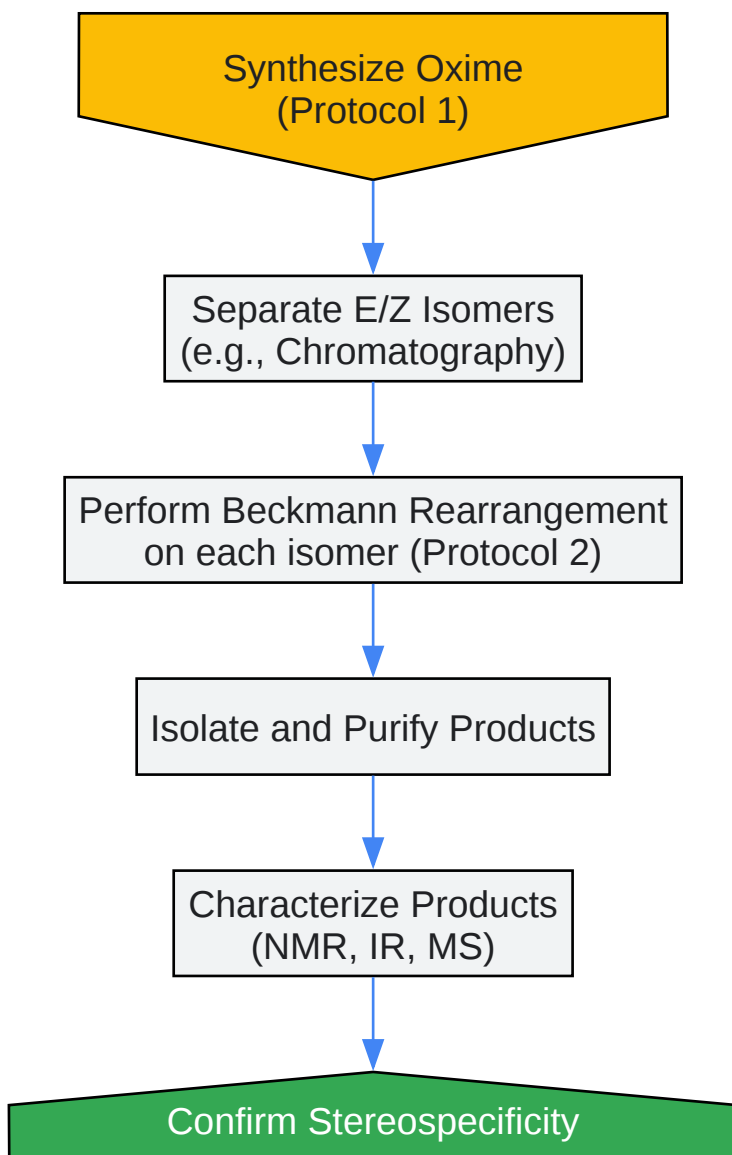 Synthesize Oxime
(Protocol 1)
Separate E/Z Isomers
(e.g., Chromatography)
Perform Beckmann Rearrangement
on each isomer (Protocol 2)
Isolate and Purify Products
Characterize Products
(NMR, IR, MS)
Confirm Stereospecificity